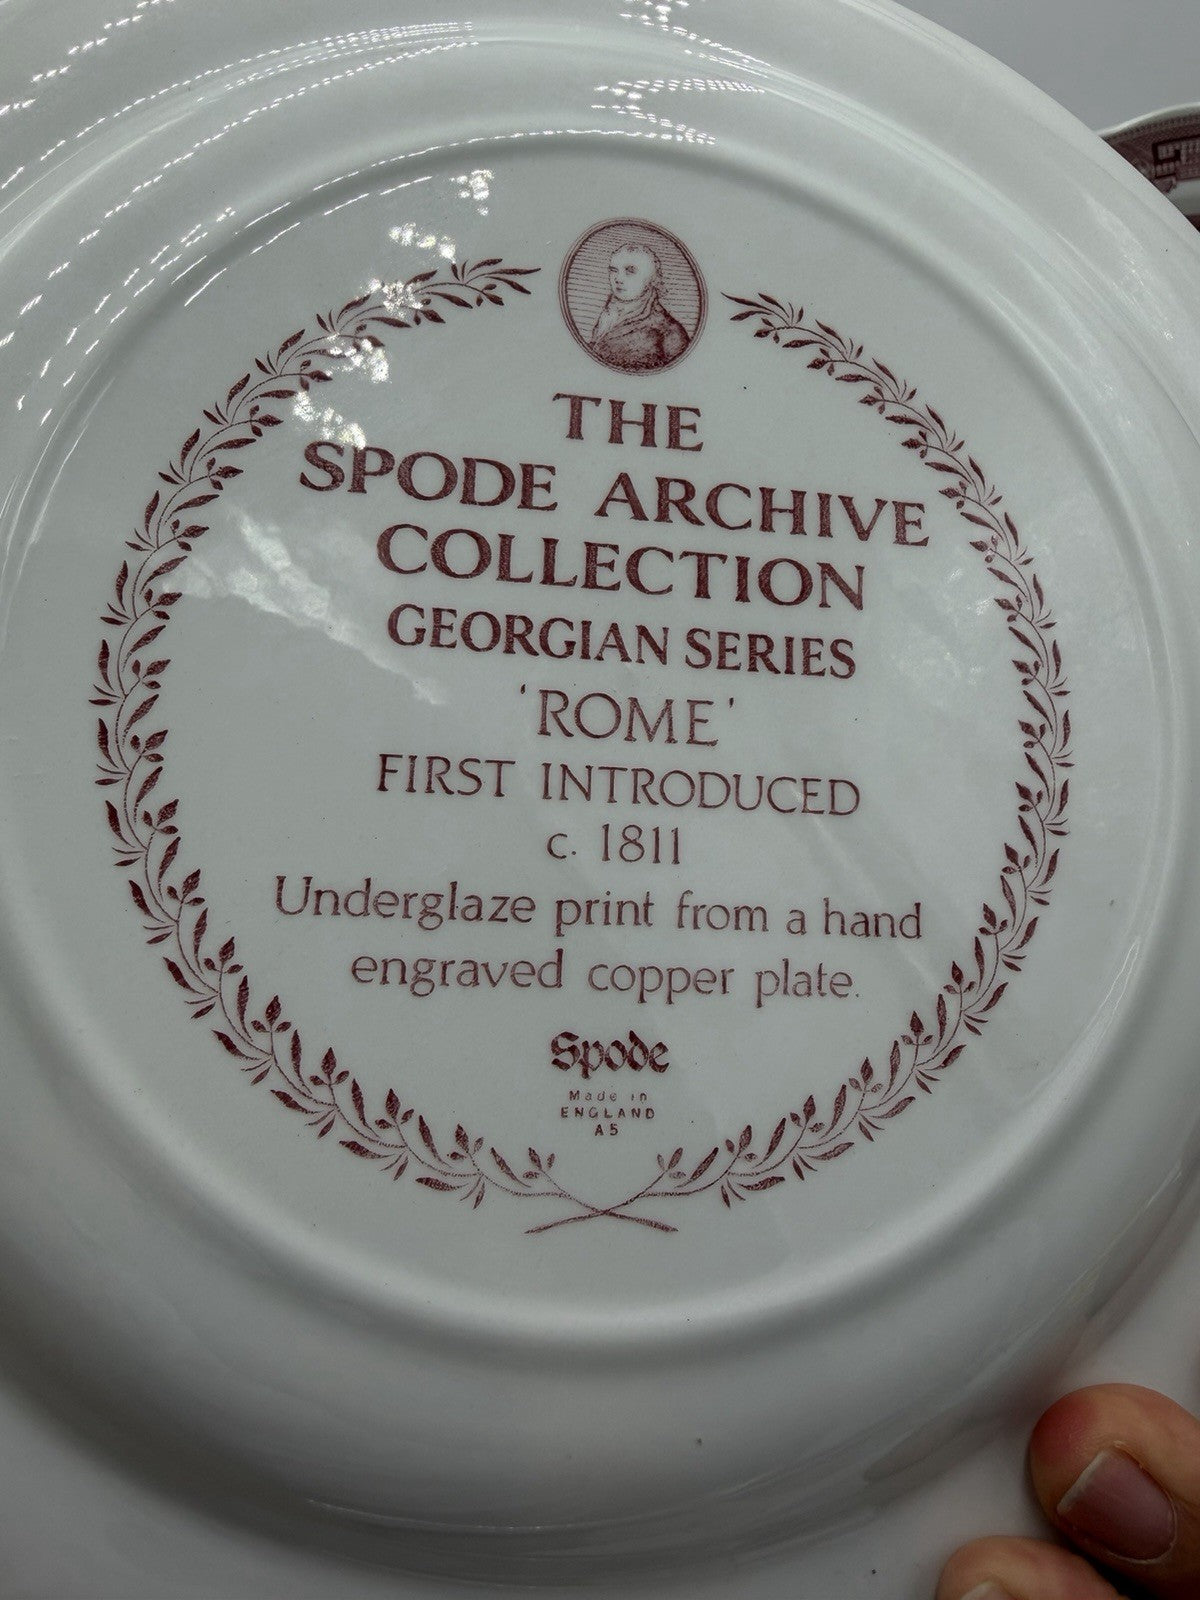 THE
SPODE ARCHIVE
COLLECTION
GEORGIAN SERIES
'ROME'
FIRST INTRODUCED
c. 1811
Underglaze print from a hand
engraved copper plate.
Spode
Made in
ENGLAND
A5